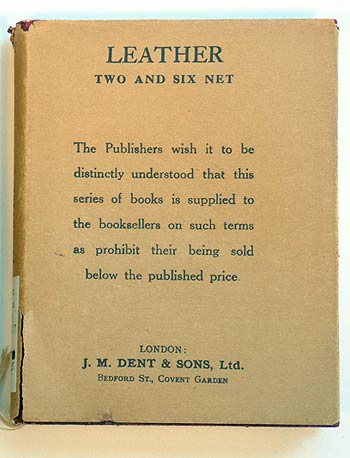 LEATHER
TWO AND SIX NET
The Publishers wish it to be
distinctly understood that this
series of books is supplied to
the booksellers on such terms
as prohibit their being sold
below the published price.
LONDON:
J. M. DENT & SONS, Ltd.
BEDFORD ST., COVENT GARDEN